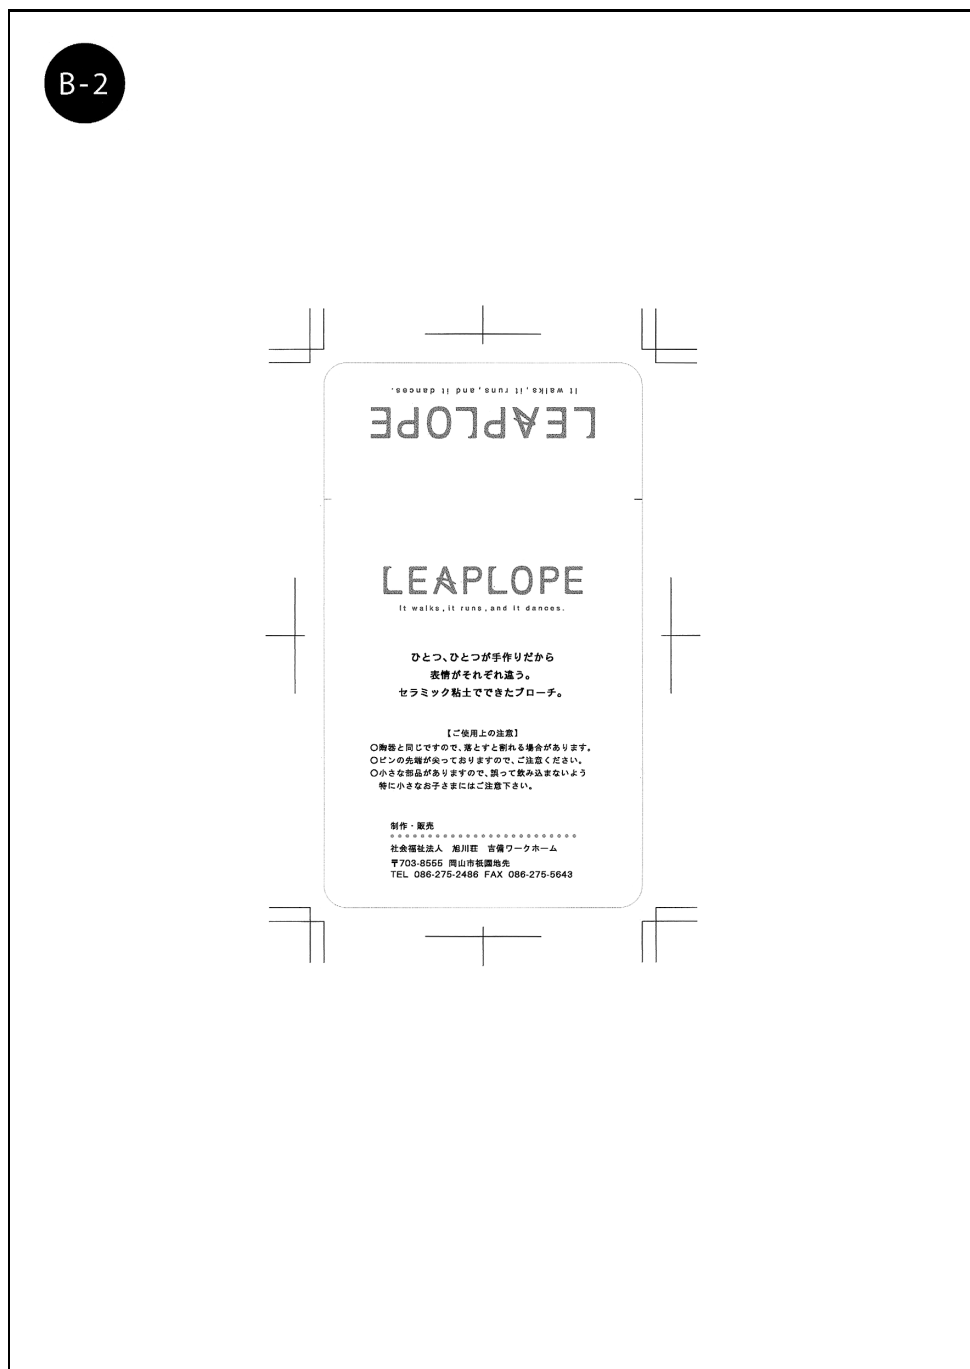 B-2
It walks, it runs, and it dances.
LEAPLOPE
LEAPLOPE
It walks, it runs, and it dances.
ひとつ、ひとつが手作りだから
表情がそれぞれ違う。
セラミック粘土でできたブローチ。
【ご使用上の注意】
○陶器と同じですので、落とすと割れる場合があります。
○ピンの先端が尖っておりますので、ご注意ください。
○小さな部品がありますので、誤って飲み込まないよう
特に小さなお子さまにはご注意下さい。
制作・販売
社会福祉法人 旭川荘 吉備ワークホーム
〒703-8555 岡山市祇園地先
TEL 086-275-2486 FAX 086-275-5643